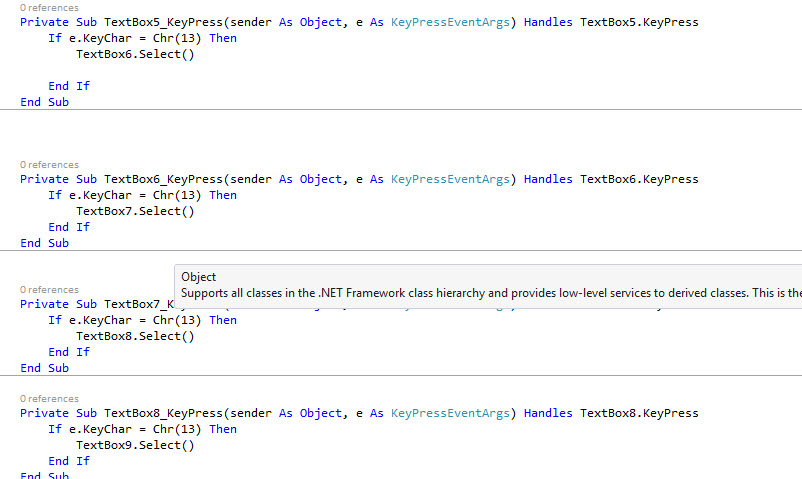 0 references
Private Sub TextBox5_KeyPress(sender As Object, e As KeyPressEventArgs) Handles TextBox5.KeyPress
If e.KeyChar = Chr(13) Then
TextBox6.Select()
End If
End Sub
0 references
Private Sub TextBox6_KeyPress(sender As Object, e As KeyPressEventArgs) Handles TextBox6.KeyPress
If e.KeyChar = Chr(13) Then
TextBox7.Select()
End If
End Sub
Object
Supports all classes in the .NET Framework class hierarchy and provides low-level services to derived classes. This is the
0 references
Private Sub TextBox7_K
If e.KeyChar = Chr(13) Then
TextBox8.Select()
End If
End Sub
0 references
Private Sub TextBox8_KeyPress(sender As Object, e As KeyPressEventArgs) Handles TextBox8.KeyPress
If e.KeyChar = Chr(13) Then
TextBox9.Select()
End If
End Sub